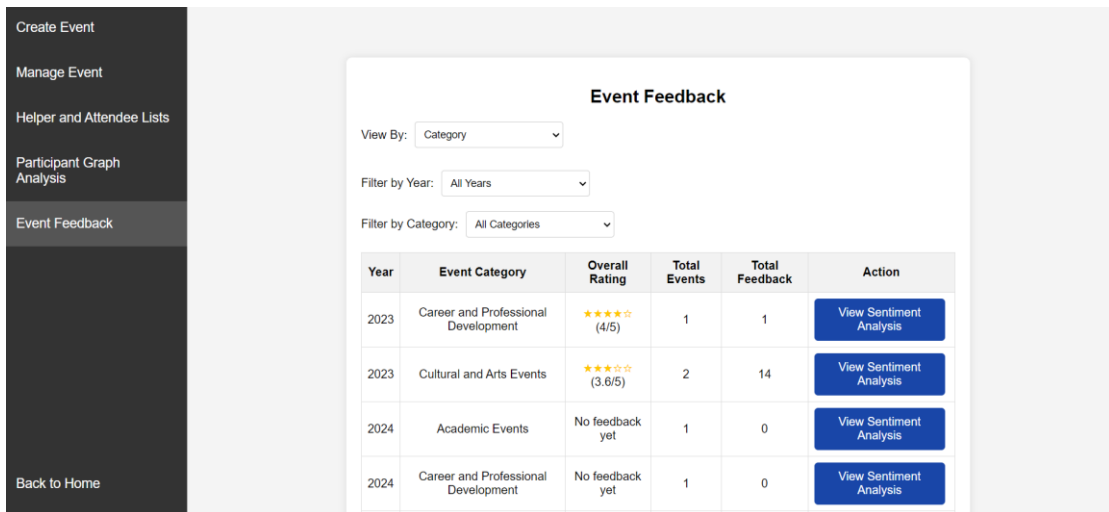 Create Event
Manage Event
Helper and Attendee Lists
Participant Graph
Analysis
Event Feedback
Back to Home
Event Feedback
View By: Category
Filter by Year: All Years
Filter by Category: All Categories
Year Event Category Overall Rating Total Events Total Feedback Action
2023 Career and Professional Development ★★★★☆ (4/5) 1 1 View Sentiment Analysis
2023 Cultural and Arts Events ★★★☆☆ (3.6/5) 2 14 View Sentiment Analysis
2024 Academic Events No feedback yet 1 0 View Sentiment Analysis
2024 Career and Professional Development No feedback yet 1 0 View Sentiment Analysis